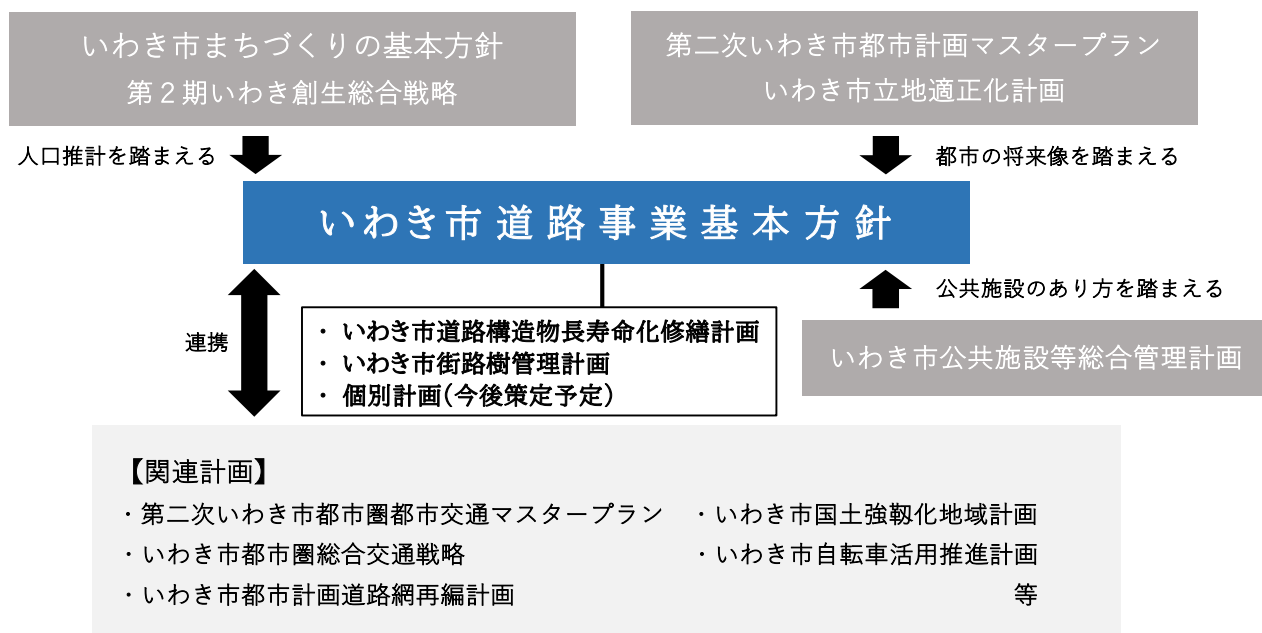 いわき市まちづくりの基本方針
第２期いわき創生総合戦略
第二次いわき市都市計画マスタープラン
いわき市立地適正化計画
人口推計を踏まえる
都市の将来像を踏まえる
いわき市道路事業基本方針
公共施設のあり方を踏まえる
連携
・ いわき市道路構造物長寿命化修繕計画
・ いわき市街路樹管理計画
・ 個別計画(今後策定予定)
いわき市公共施設等総合管理計画
【関連計画】
・第二次いわき市都市圏都市交通マスタープラン
・いわき市都市圏総合交通戦略
・いわき市都市計画道路網再編計画
・いわき市国土強靱化地域計画
・いわき市自転車活用推進計画
等